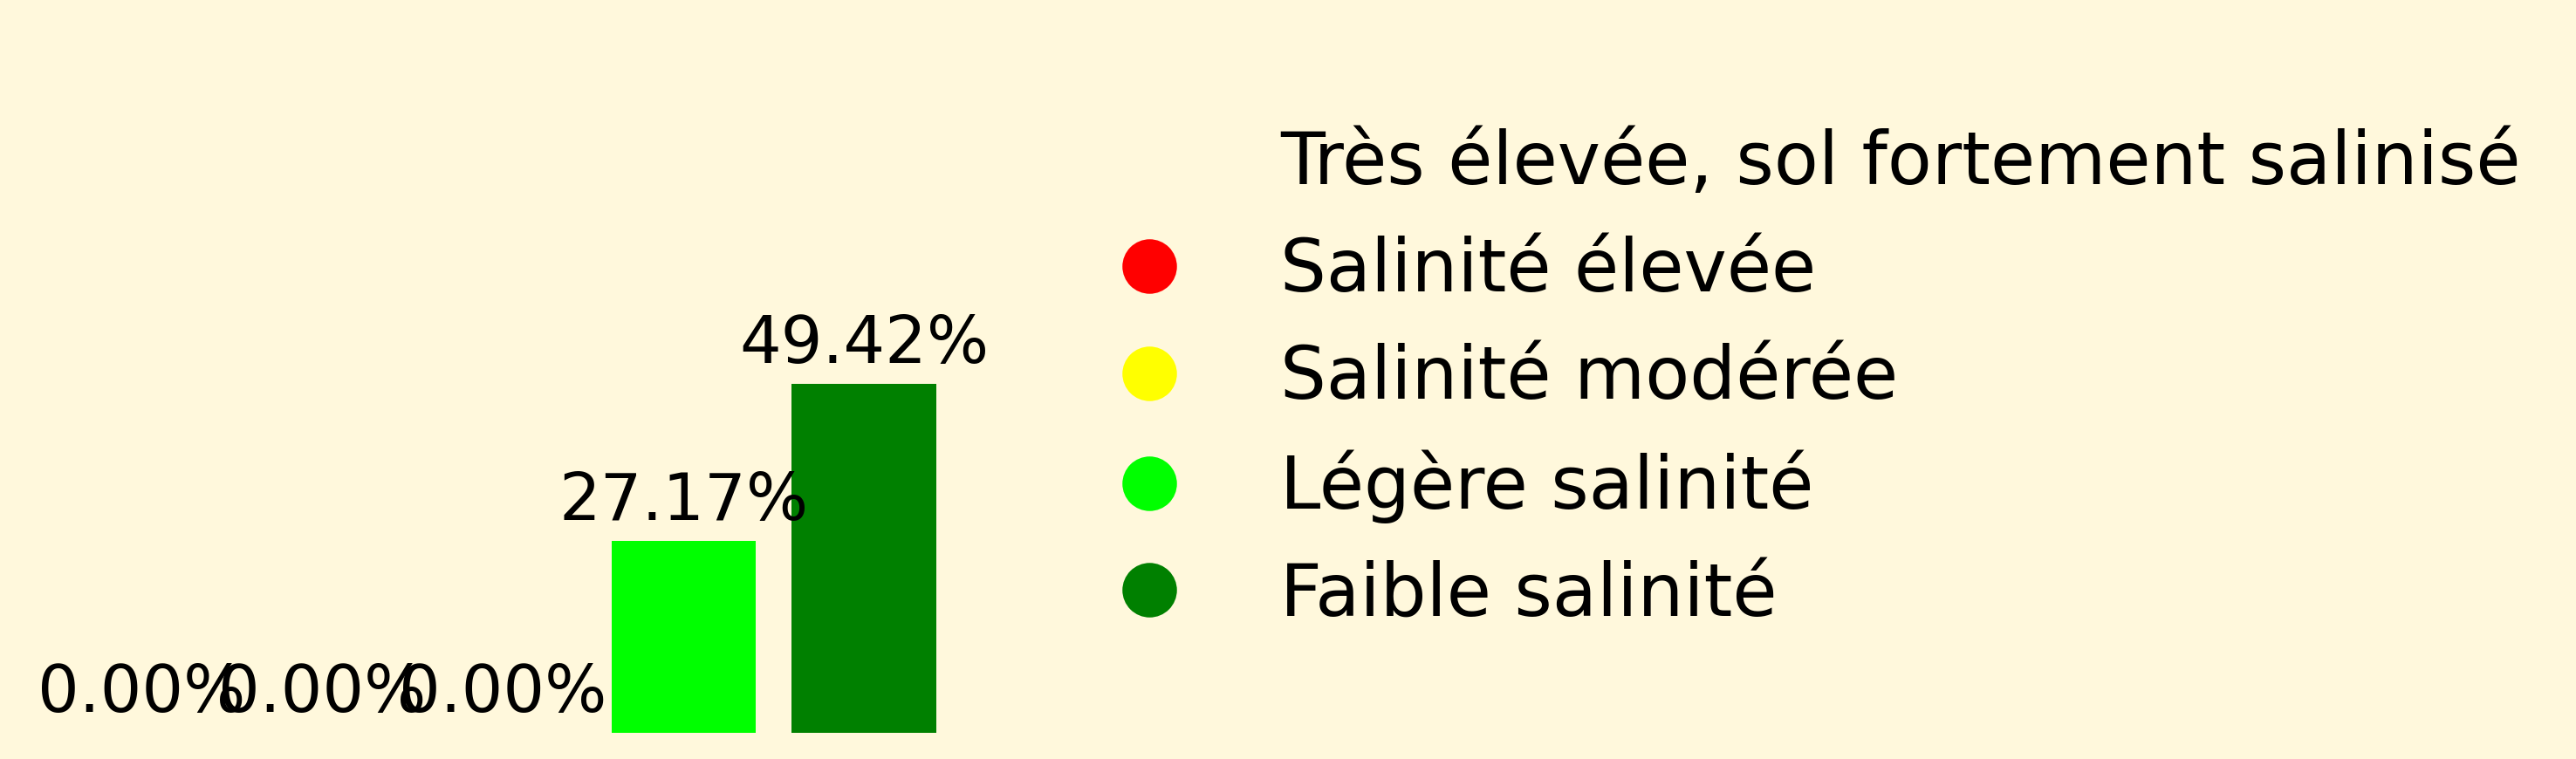 Très élevée, sol fortement salinisé
Salinité élevée
Salinité modérée
Légère salinité
Faible salinité
49.42%
27.17%
0.00%
0.00%
0.00%